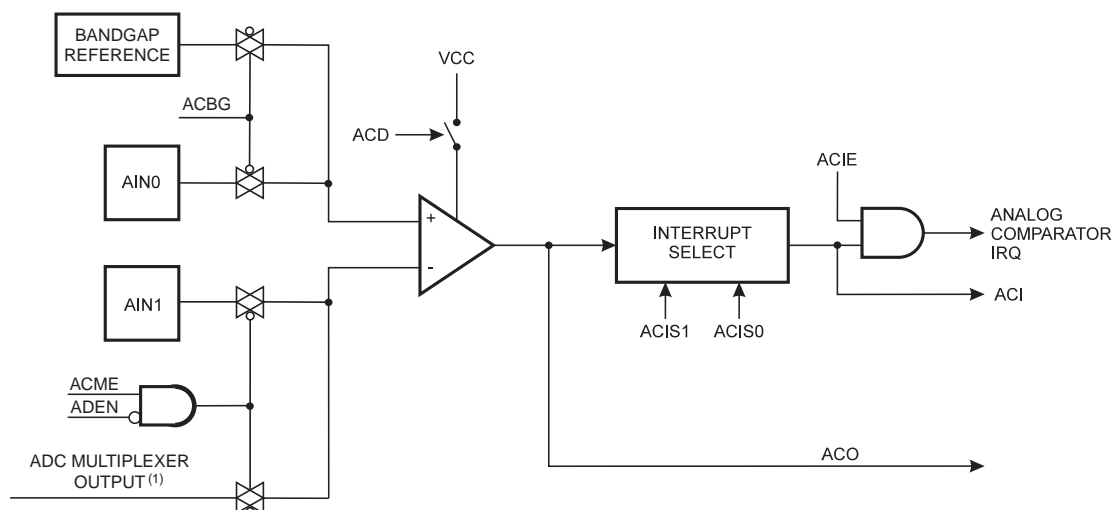 BANDGAP
REFERENCE
ACBG
AIN0
VCC
ACD
+
-
AIN1
ACME
ADEN
ADC MULTIPLEXER
OUTPUT (1)
INTERRUPT
SELECT
ACIS1 ACIS0
ACIE
ANALOG
COMPARATOR
IRQ
ACI
ACO